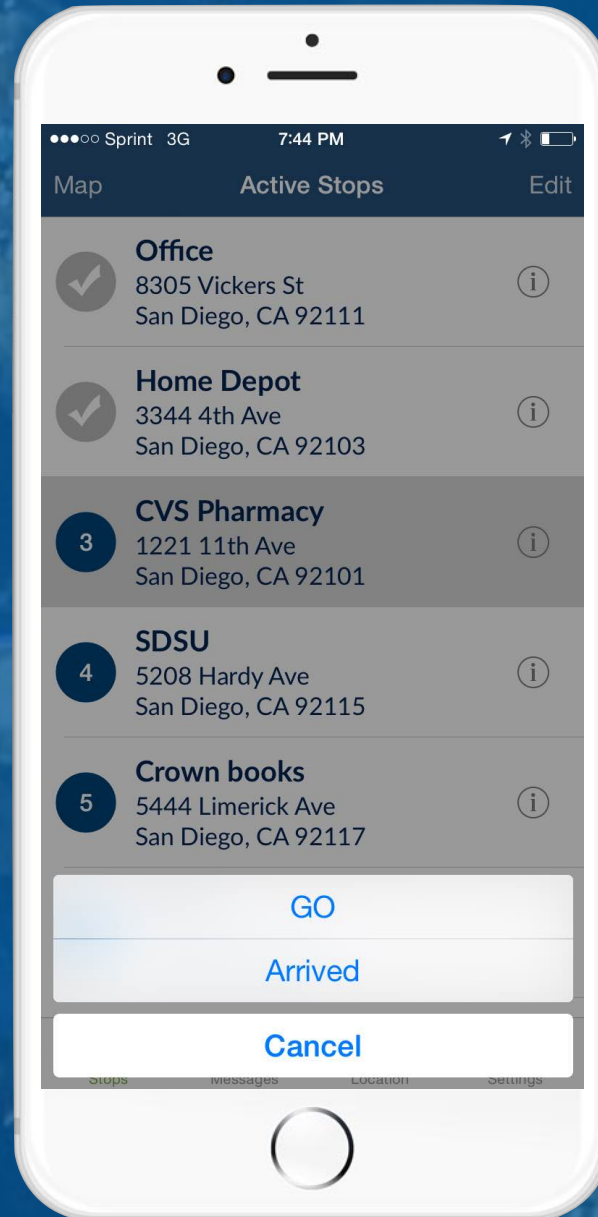 Sprint 3G 7:44 PM
Map Active Stops Edit
Office
8305 Vickers St
San Diego, CA 92111
Home Depot
3344 4th Ave
San Diego, CA 92103
3
CVS Pharmacy
1221 11th Ave
San Diego, CA 92101
4
SDSU
5208 Hardy Ave
San Diego, CA 92115
5
Crown books
5444 Limerick Ave
San Diego, CA 92117
GO
Arrived
Cancel
Stops Messages Location Settings